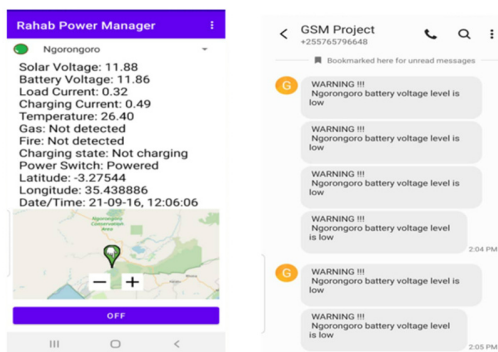 Rahab Power Manager
Ngorongoro
Solar Voltage: 11.88
Battery Voltage: 11.86
Load Current: 0.32
Charging Current: 0.49
Temperature: 26.40
Gas: Not detected
Fire: Not detected
Charging state: Not charging
Power Switch: Powered
Latitude: -3.27544
Longitude: 35.438886
Date/Time: 21-09-16, 12:06:06
Ngorongoro
Conservation
Area
OFF
GSM Project
+255765796648
Bookmarked here for unread messages
G
WARNING !!!
Ngorongoro battery voltage level is
low
WARNING !!!
Ngorongoro battery voltage level is
low
WARNING !!!
Ngorongoro battery voltage level is
low
WARNING !!!
Ngorongoro battery voltage level
is low
2:04 PM
G
WARNING !!!
Ngorongoro battery voltage level is
low
WARNING !!!
Ngorongoro battery voltage level
is low
2:05 PM